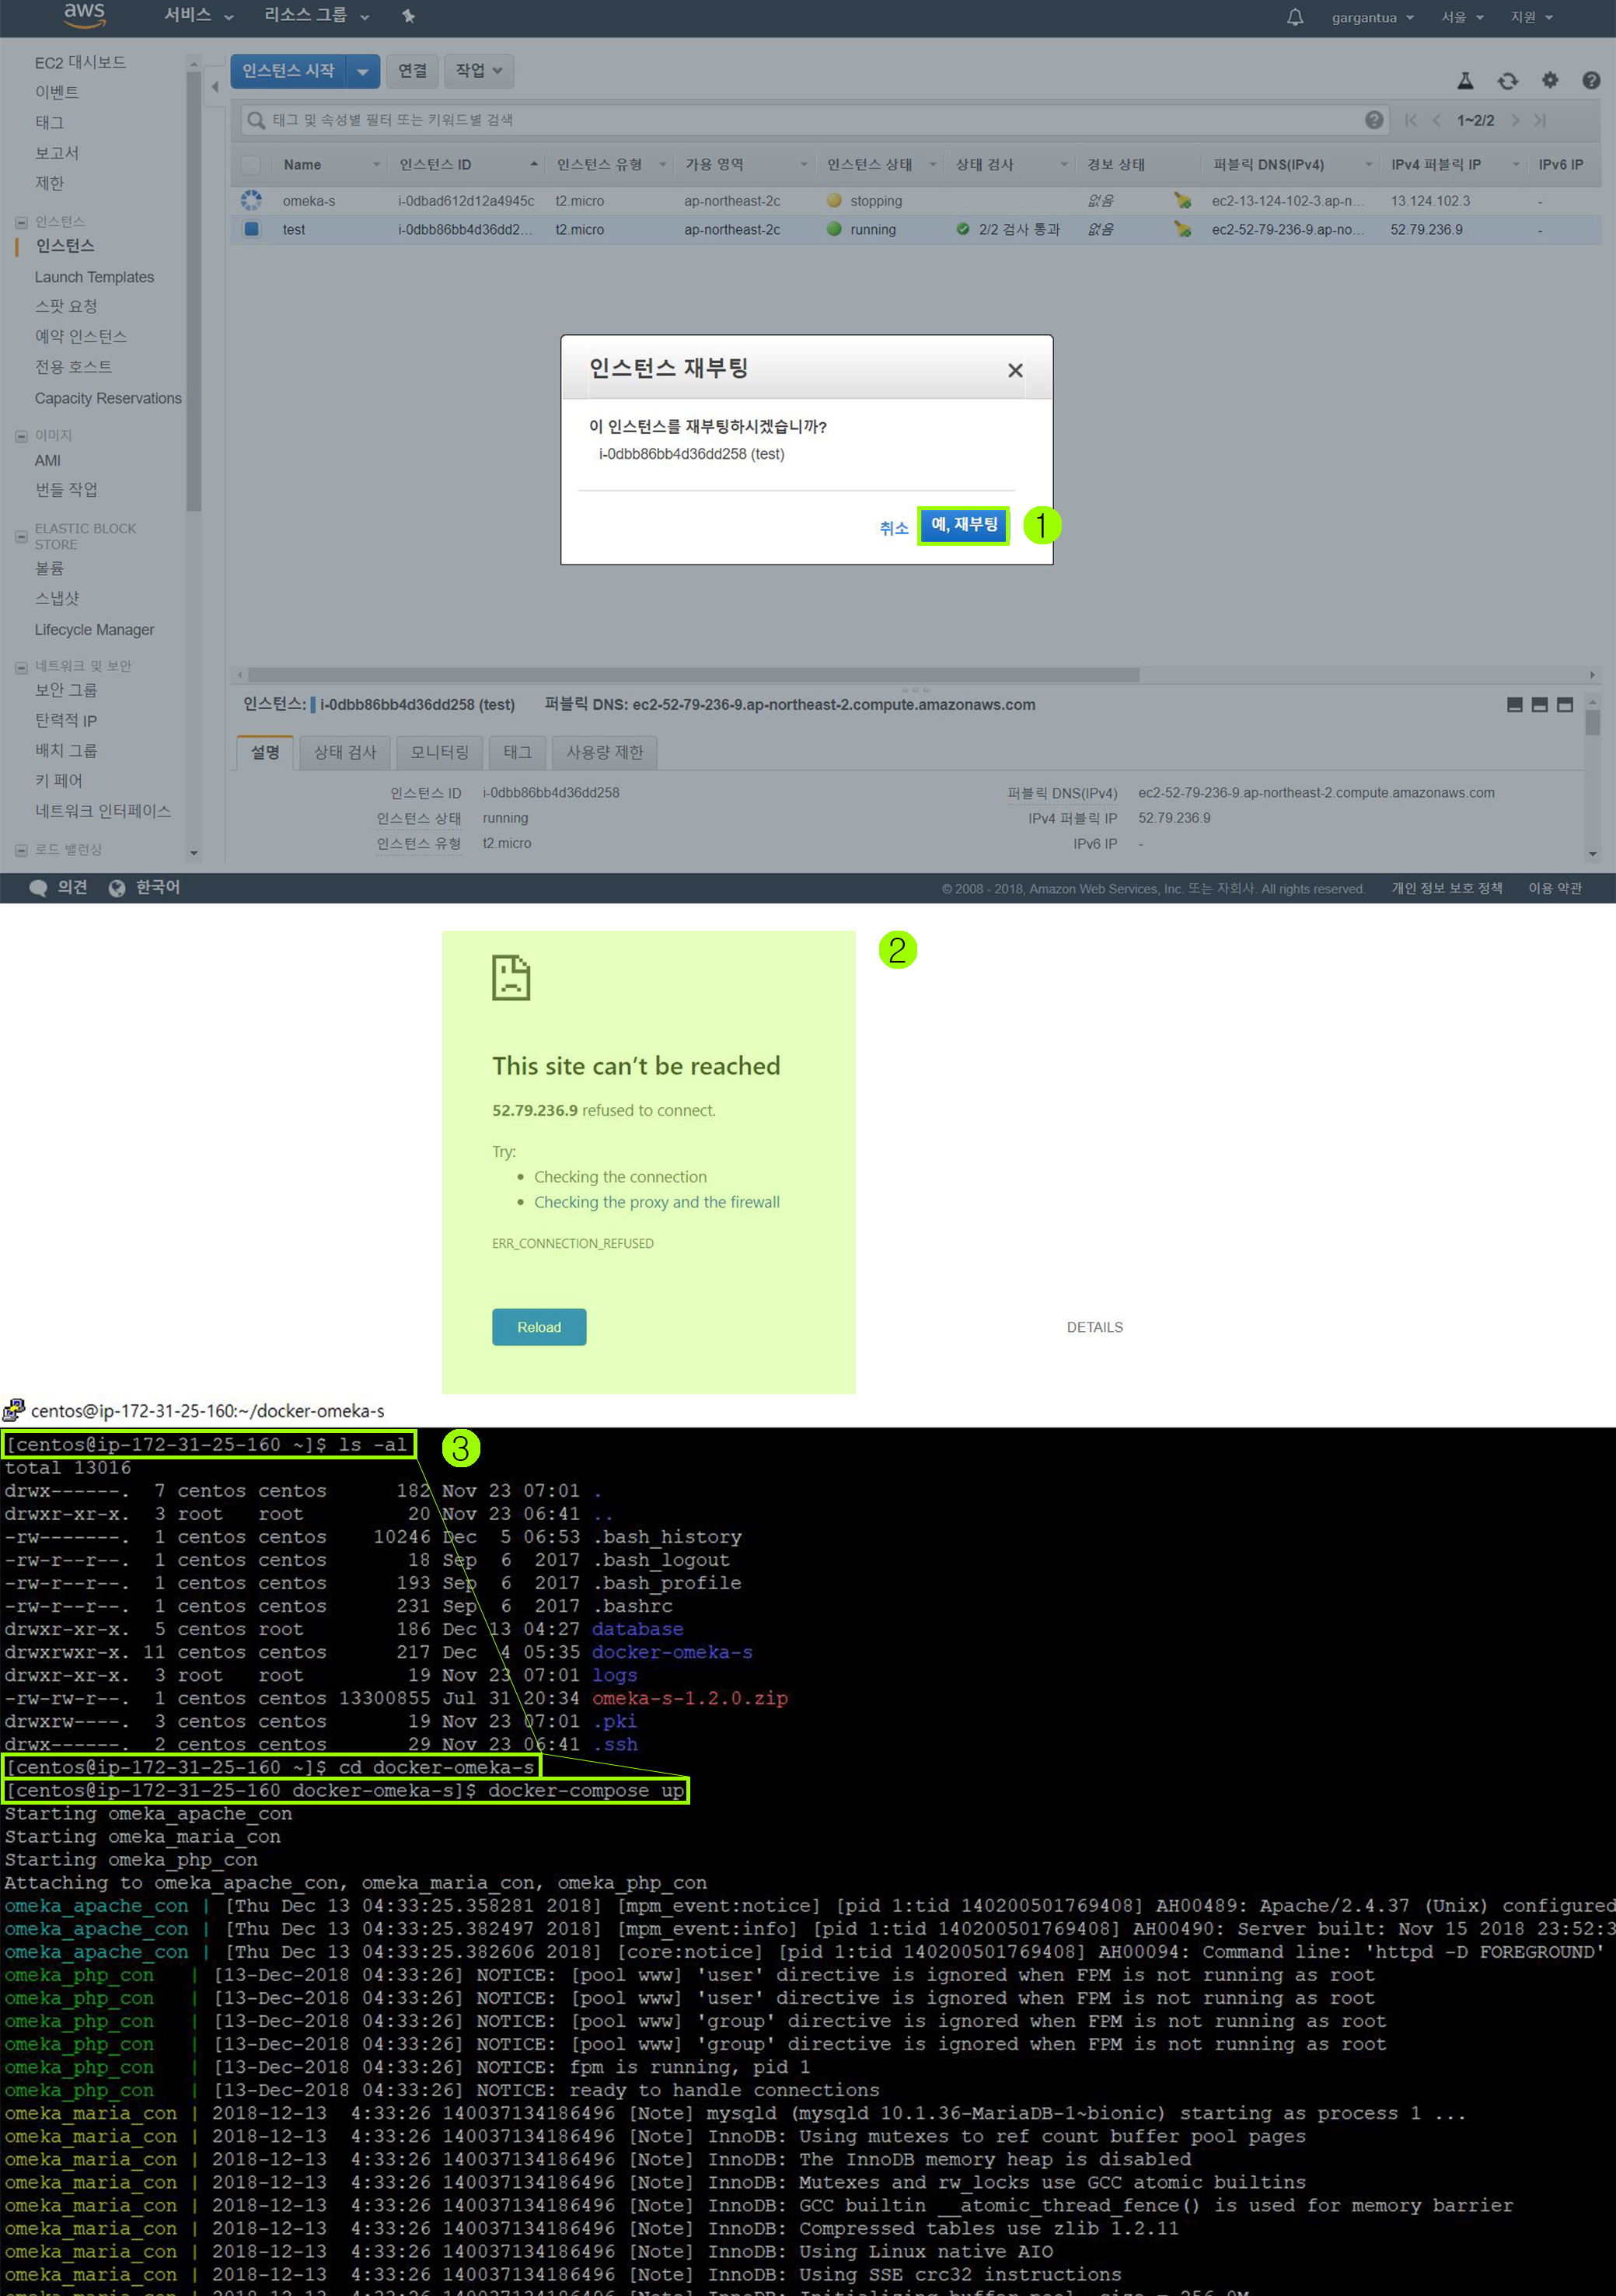 aws 서비스 리소스 그룹 gargantua 서울 지원
EC2 대시보드
이벤트
태그
보고서
제한
인스턴스
인스턴스
Launch Templates
스팟 요청
예약 인스턴스
전용 호스트
Capacity Reservations
이미지
AMI
번들 작업
ELASTIC BLOCK
STORE
볼륨
스냅샷
Lifecycle Manager
네트워크 및 보안
보안 그룹
탄력적 IP
배치 그룹
키 페어
네트워크 인터페이스
로드 밸런싱
인스턴스 시작 연결 작업
태그 및 속성별 필터 또는 키워드별 검색 1~2/2
Name 인스턴스 ID 인스턴스 유형 가용 영역 인스턴스 상태 상태 검사 경보 상태 퍼블릭 DNS(IPv4) IPv4 퍼블릭 IP IPv6 IP
omeka-s i-0dbad612d12a4945c t2.micro ap-northeast-2c stopping 없음 ec2-13-124-102-3.ap-n... 13.124.102.3 -
test i-0dbb86bb4d36dd2... t2.micro ap-northeast-2c running 2/2 검사 통과 없음 ec2-52-79-236-9.ap-no... 52.79.236.9 -
인스턴스 재부팅
이 인스턴스를 재부팅하시겠습니까?
i-0dbb86bb4d36dd258 (test)
취소 예, 재부팅 1
인스턴스: i-0dbb86bb4d36dd258 (test) 퍼블릭 DNS: ec2-52-79-236-9.ap-northeast-2.compute.amazonaws.com
설명 상태 검사 모니터링 태그 사용량 제한
인스턴스 ID i-0dbb86bb4d36dd258 퍼블릭 DNS(IPv4) ec2-52-79-236-9.ap-northeast-2.compute.amazonaws.com
인스턴스 상태 running IPv4 퍼블릭 IP 52.79.236.9
인스턴스 유형 t2.micro IPv6 IP -
의견 한국어 © 2008 - 2018, Amazon Web Services, Inc. 또는 자회사. All rights reserved. 개인 정보 보호 정책 이용 약관
2
This site can't be reached
52.79.236.9 refused to connect.
Try:
• Checking the connection
• Checking the proxy and the firewall
ERR_CONNECTION_REFUSED
Reload DETAILS
centos@ip-172-31-25-160:~/docker-omeka-s
[centos@ip-172-31-25-160 ~]$ ls -al 3
total 13016
drwx------. 7 centos centos 182 Nov 23 07:01 .
drwxr-xr-x. 3 root root 20 Nov 23 06:41 ..
-rw-------. 1 centos centos 10246 Dec 5 06:53 .bash_history
-rw-r--r--. 1 centos centos 18 Sep 6 2017 .bash_logout
-rw-r--r--. 1 centos centos 193 Sep 6 2017 .bash_profile
-rw-r--r--. 1 centos centos 231 Sep 6 2017 .bashrc
drwxr-xr-x. 5 centos root 186 Dec 13 04:27 database
drwxrwxr-x. 11 centos centos 217 Dec 4 05:35 docker-omeka-s
drwxr-xr-x. 3 root root 19 Nov 23 07:01 logs
-rw-rw-r--. 1 centos centos 13300855 Jul 31 20:34 omeka-s-1.2.0.zip
drwxrw----. 3 centos centos 19 Nov 23 07:01 .pki
drwx------. 2 centos centos 29 Nov 23 06:41 .ssh
[centos@ip-172-31-25-160 ~]$ cd docker-omeka-s
[centos@ip-172-31-25-160 docker-omeka-s]$ docker-compose up
Starting omeka_apache_con
Starting omeka_maria_con
Starting omeka_php_con
Attaching to omeka_apache_con, omeka_maria_con, omeka_php_con
omeka_apache_con | [Thu Dec 13 04:33:25.358281 2018] [mpm_event:notice] [pid 1:tid 140200501769408] AH00489: Apache/2.4.37 (Unix) configured
omeka_apache_con | [Thu Dec 13 04:33:25.382497 2018] [mpm_event:info] [pid 1:tid 140200501769408] AH00490: Server built: Nov 15 2018 23:52:3
omeka_apache_con | [Thu Dec 13 04:33:25.382606 2018] [core:notice] [pid 1:tid 140200501769408] AH00094: Command line: 'httpd -D FOREGROUND'
omeka_php_con | [13-Dec-2018 04:33:26] NOTICE: [pool www] 'user' directive is ignored when FPM is not running as root
omeka_php_con | [13-Dec-2018 04:33:26] NOTICE: [pool www] 'user' directive is ignored when FPM is not running as root
omeka_php_con | [13-Dec-2018 04:33:26] NOTICE: [pool www] 'group' directive is ignored when FPM is not running as root
omeka_php_con | [13-Dec-2018 04:33:26] NOTICE: [pool www] 'group' directive is ignored when FPM is not running as root
omeka_php_con | [13-Dec-2018 04:33:26] NOTICE: fpm is running, pid 1
omeka_php_con | [13-Dec-2018 04:33:26] NOTICE: ready to handle connections
omeka_maria_con | 2018-12-13 4:33:26 140037134186496 [Note] mysqld (mysqld 10.1.36-MariaDB-1~bionic) starting as process 1 ...
omeka_maria_con | 2018-12-13 4:33:26 140037134186496 [Note] InnoDB: Using mutexes to ref count buffer pool pages
omeka_maria_con | 2018-12-13 4:33:26 140037134186496 [Note] InnoDB: The InnoDB memory heap is disabled
omeka_maria_con | 2018-12-13 4:33:26 140037134186496 [Note] InnoDB: Mutexes and rw_locks use GCC atomic builtins
omeka_maria_con | 2018-12-13 4:33:26 140037134186496 [Note] InnoDB: GCC builtin __atomic_thread_fence() is used for memory barrier
omeka_maria_con | 2018-12-13 4:33:26 140037134186496 [Note] InnoDB: Compressed tables use zlib 1.2.11
omeka_maria_con | 2018-12-13 4:33:26 140037134186496 [Note] InnoDB: Using Linux native AIO
omeka_maria_con | 2018-12-13 4:33:26 140037134186496 [Note] InnoDB: Using SSE crc32 instructions